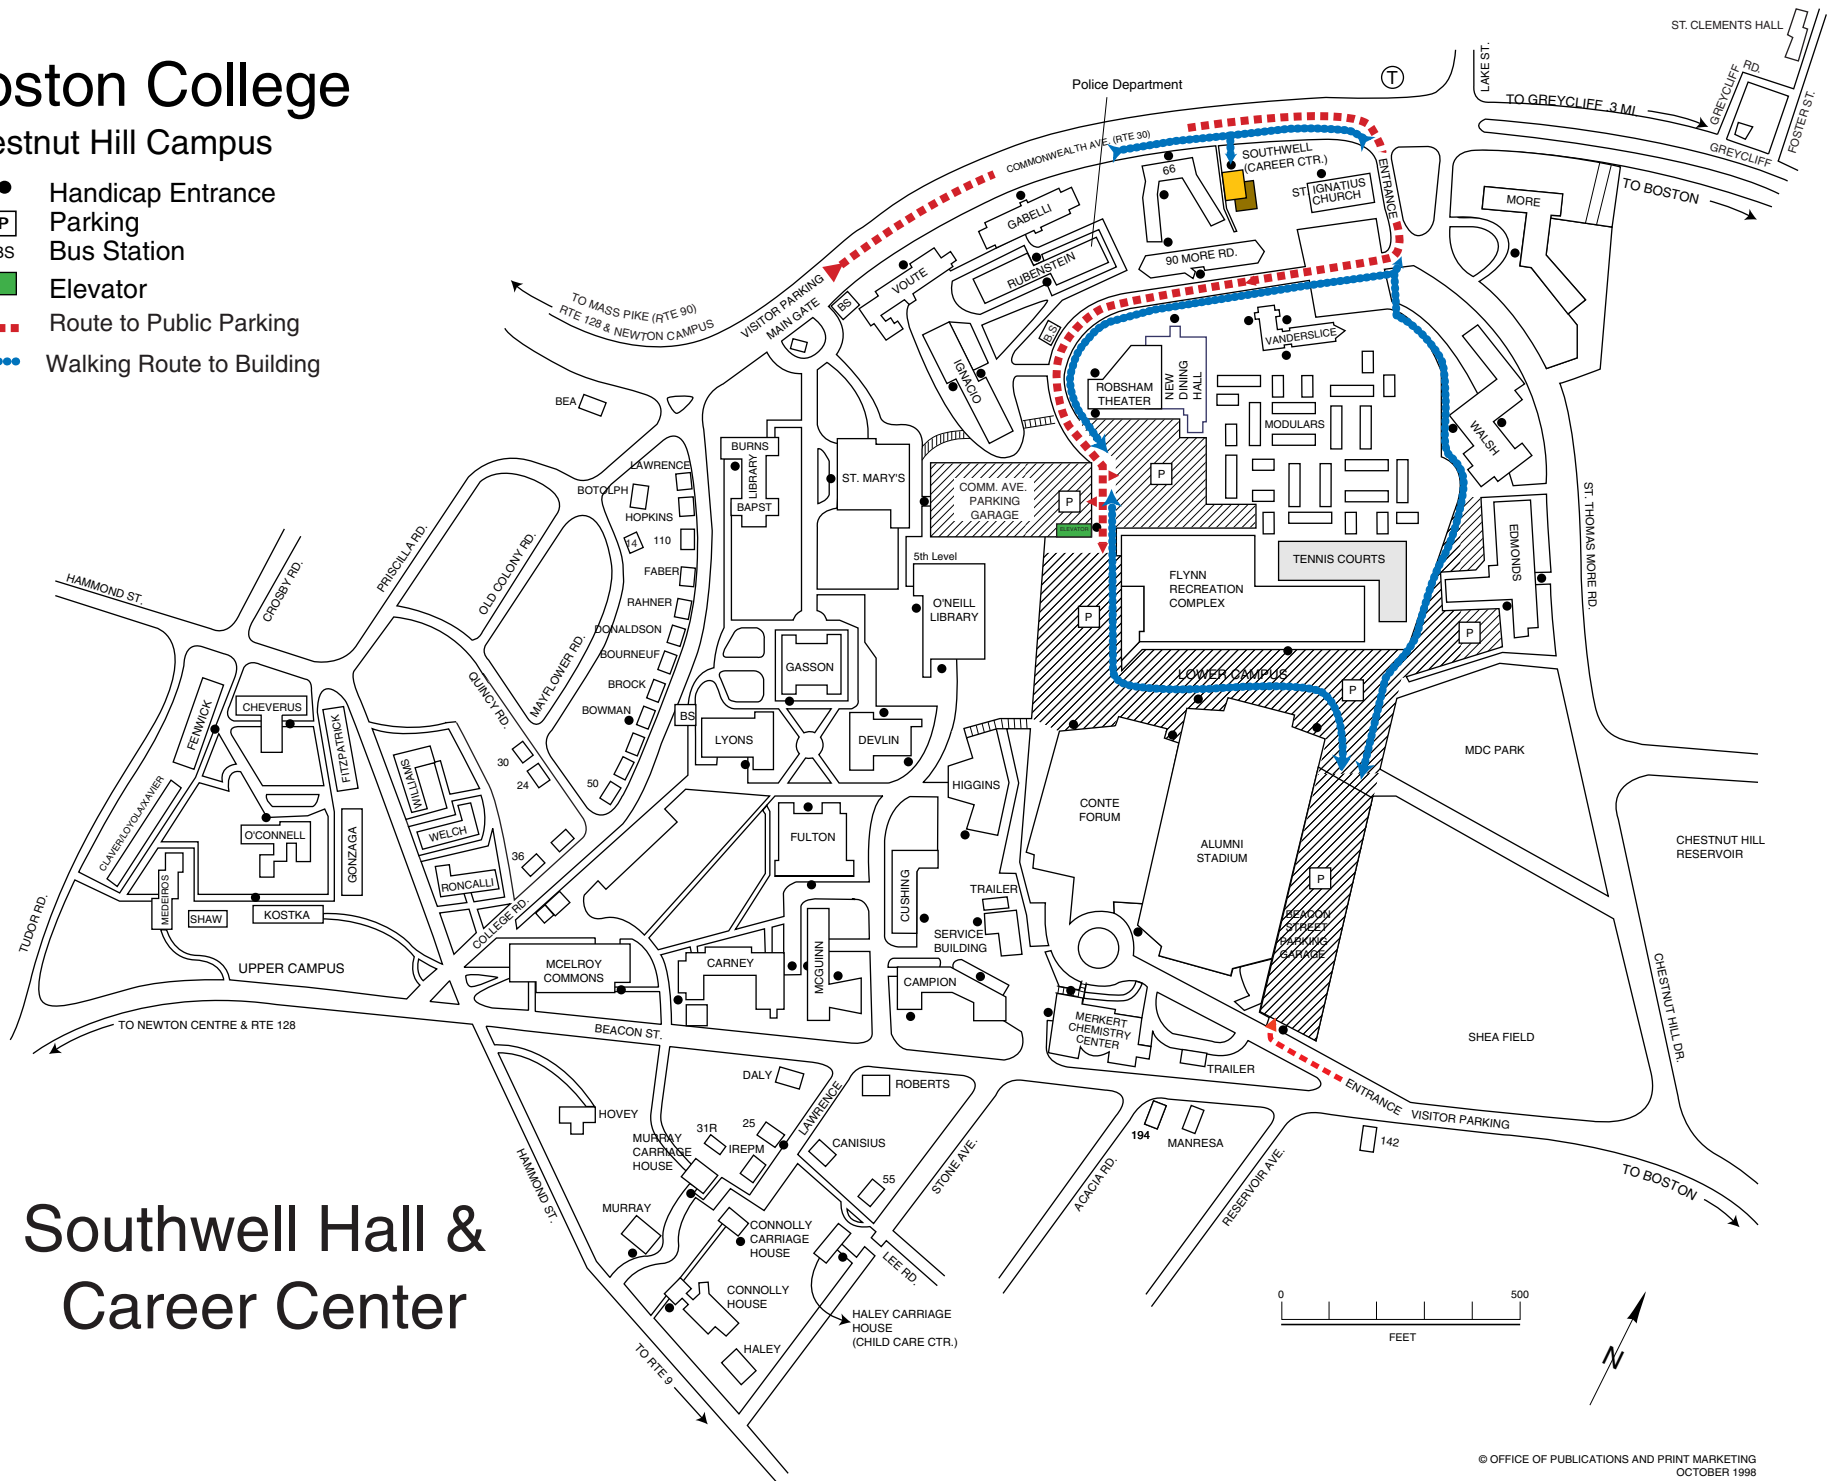 oston College
estnut Hill Campus
Handicap Entrance
P
Parking
BS
Bus Station
Elevator
Route to Public Parking
Walking Route to Building
Police Department
T
LAKE ST.
ST. CLEMENTS HALL
GREYCLIFF RD.
FOSTER ST.
GREYCLIFF
TO GREYCLIFF .3 MI.
TO BOSTON
COMMONWEALTH AVE. (RTE 30)
ENTRANCE
SOUTHWELL
(CAREER CTR.)
ST. IGNATIUS
CHURCH
66
90 MORE RD.
MORE
GABELLI
RUBENSTEIN
VOUTE
BS
VISITOR PARKING
MAIN GATE
TO MASS PIKE (RTE 90)
RTE 128 & NEWTON CAMPUS
B.S
IGNACIO
ROBSHAM
THEATER
NEW
DINING
HALL
VANDERSLICE
MODULARS
WALSH
ST. THOMAS MORE RD.
BEA
BURNS
LIBRARY
BAPST
ST. MARY'S
COMM. AVE.
PARKING
GARAGE
P
P
ELEVATOR
LAWRENCE
BOTOLPH
HOPKINS
14
110
FABER
RAHNER
DONALDSON
BOURNEUF
BROCK
BOWMAN
50
5th Level
O'NEILL
LIBRARY
FLYNN
RECREATION
COMPLEX
TENNIS COURTS
EDMONDS
P
P
P
LOWER CAMPUS
HAMMOND ST.
CROSBY RD.
PRISCILLA RD.
OLD COLONY RD.
MAYFLOWER RD.
QUINCY RD.
GASSON
BS
LYONS
DEVLIN
HIGGINS
CONTE
FORUM
ALUMNI
STADIUM
MDC PARK
CHESTNUT HILL
RESERVOIR
FENWICK
CHEVERUS
FITZPATRICK
WILLIAMS
WELCH
RONCALLI
30
24
36
CLAVER/LOYOLA/XAVIER
O'CONNELL
GONZAGA
MEDEIROS
SHAW
KOSTKA
TUDOR RD.
UPPER CAMPUS
COLLEGE RD.
FULTON
CUSHING
TRAILER
SERVICE
BUILDING
P
BEACON
STREET
PARKING
GARAGE
MCELROY
COMMONS
CARNEY
MCGUINN
CAMPION
MERKERT
CHEMISTRY
CENTER
TRAILER
SHEA FIELD
CHESTNUT HILL DR.
TO NEWTON CENTRE & RTE 128
BEACON ST.
ENTRANCE
VISITOR PARKING
TO BOSTON
DALY
LAWRENCE
ROBERTS
HOVEY
31R
25
MURRAY
CARRIAGE
HOUSE
IREPM
CANISIUS
55
STONE AVE.
ACACIA RD.
194
MANRESA
RESERVOIR AVE.
142
HAMMOND ST.
MURRAY
CONNOLLY
CARRIAGE
HOUSE
CONNOLLY
HOUSE
LEE RD.
HALEY CARRIAGE
HOUSE
(CHILD CARE CTR.)
HALEY
TO RTE 9
Southwell Hall &
Career Center
0
500
FEET
N
© OFFICE OF PUBLICATIONS AND PRINT MARKETING
OCTOBER 1998